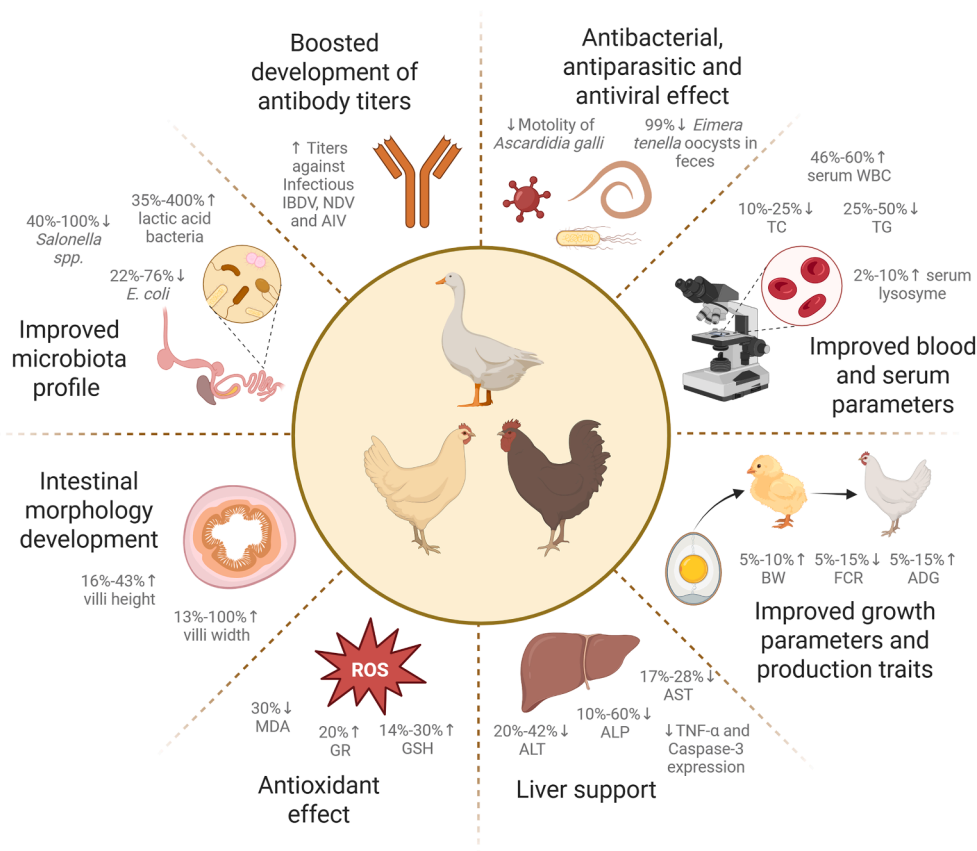 Boosted
development of
antibody titers
↑ Titers
against
Infectious
IBDV, NDV
and AIV
Antibacterial,
antiparasitic and
antiviral effect
↓Motolity of
Ascardidia galli
99%↓ Eimera
tenella oocysts in
feces
46%-60%↑
serum WBC
10%-25%↓
TC
25%-50%↓
TG
2%-10%↑ serum
lysosyme
Improved blood
and serum
parameters
5%-10%↑
BW
5%-15%↓
FCR
5%-15%↑
ADG
Improved growth
parameters and
production traits
17%-28%↓
AST
10%-60%↓
ALP
20%-42%↓
ALT
↓TNF-α and
Caspase-3
expression
Liver support
ROS
30%↓
MDA
20%↑
GR
14%-30%↑
GSH
Antioxidant
effect
Intestinal
morphology
development
16%-43%↑
villi height
13%-100%↑
villi width
40%-100%↓
Salonella
spp.
35%-400%↑
lactic acid
bacteria
22%-76%↓
E. coli
Improved
microbiota
profile